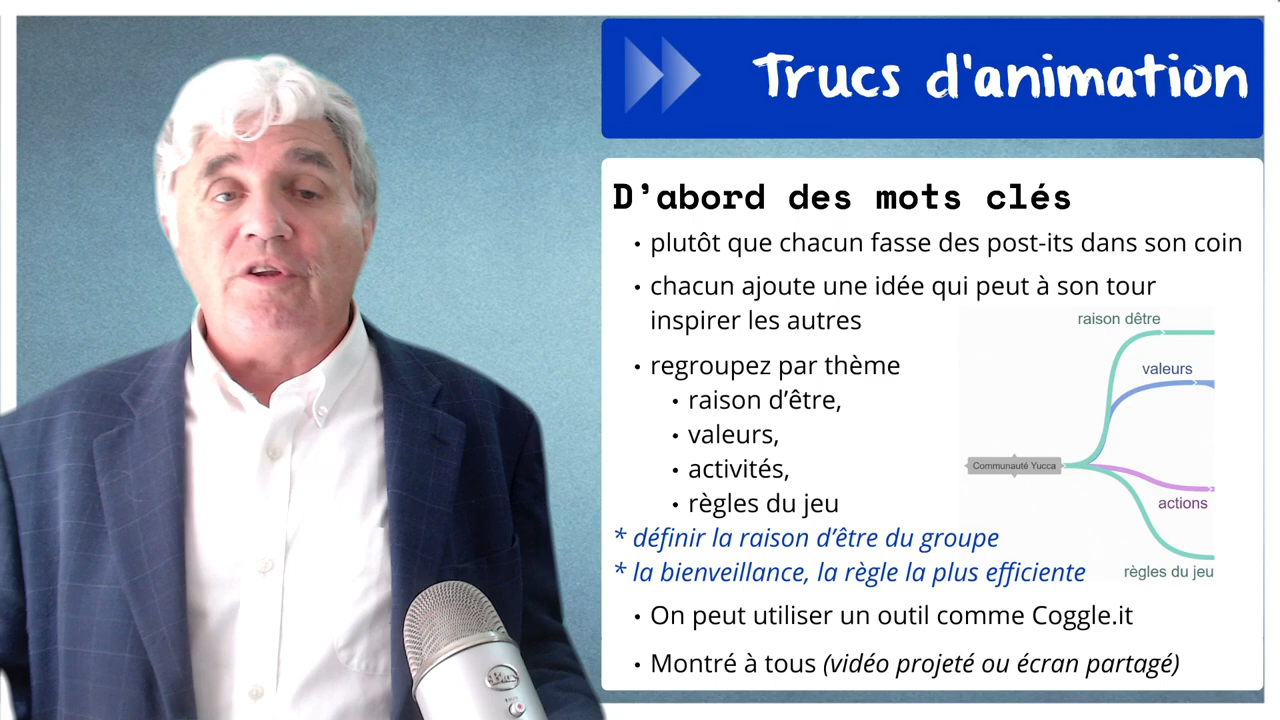 Trucs d'animation
D'abord des mots clés
• plutôt que chacun fasse des post-its dans son coin
• chacun ajoute une idée qui peut à son tour
inspirer les autres
• regroupez par thème
• raison d'être,
• valeurs,
• activités,
• règles du jeu
* définir la raison d'être du groupe
* la bienveillance, la règle la plus efficiente
• On peut utiliser un outil comme Coggle.it
• Montré à tous (vidéo projeté ou écran partagé)
raison dêtre
valeurs
Communauté Yucca
actions
règles du jeu
Blue